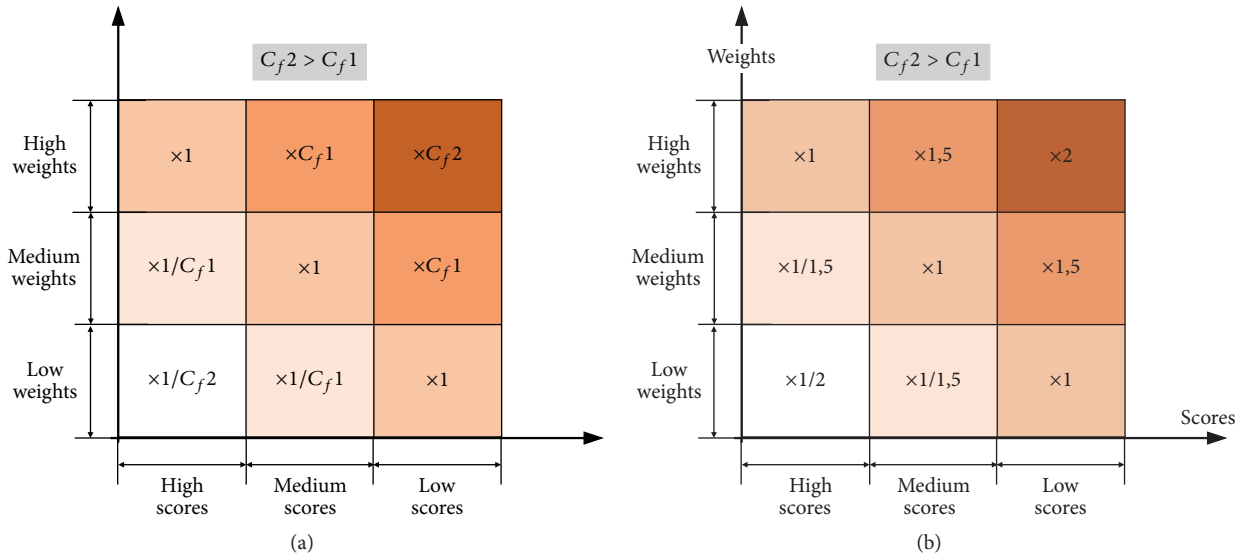 C_f2 > C_f1
High
weights
×1
×C_f1
×C_f2
Medium
weights
×1/C_f1
×1
×C_f1
Low
weights
×1/C_f2
×1/C_f1
×1
High
scores
Medium
scores
Low
scores
(a)
Weights
C_f2 > C_f1
High
weights
×1
×1,5
×2
Medium
weights
×1/1,5
×1
×1,5
Low
weights
×1/2
×1/1,5
×1
Scores
High
scores
Medium
scores
Low
scores
(b)